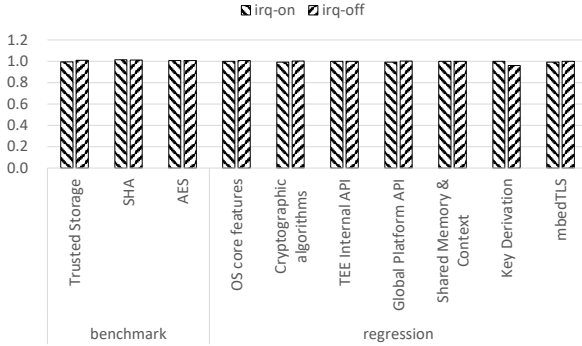 irq-on irq-off
1.2
1.0
0.8
0.6
0.4
0.2
0.0
Trusted Storage
SHA
AES
OS core features
Cryptographic
algorithms
TEE Internal API
Global Platform API
Shared Memory &
Context
Key Derivation
mbedTLS
benchmark
regression